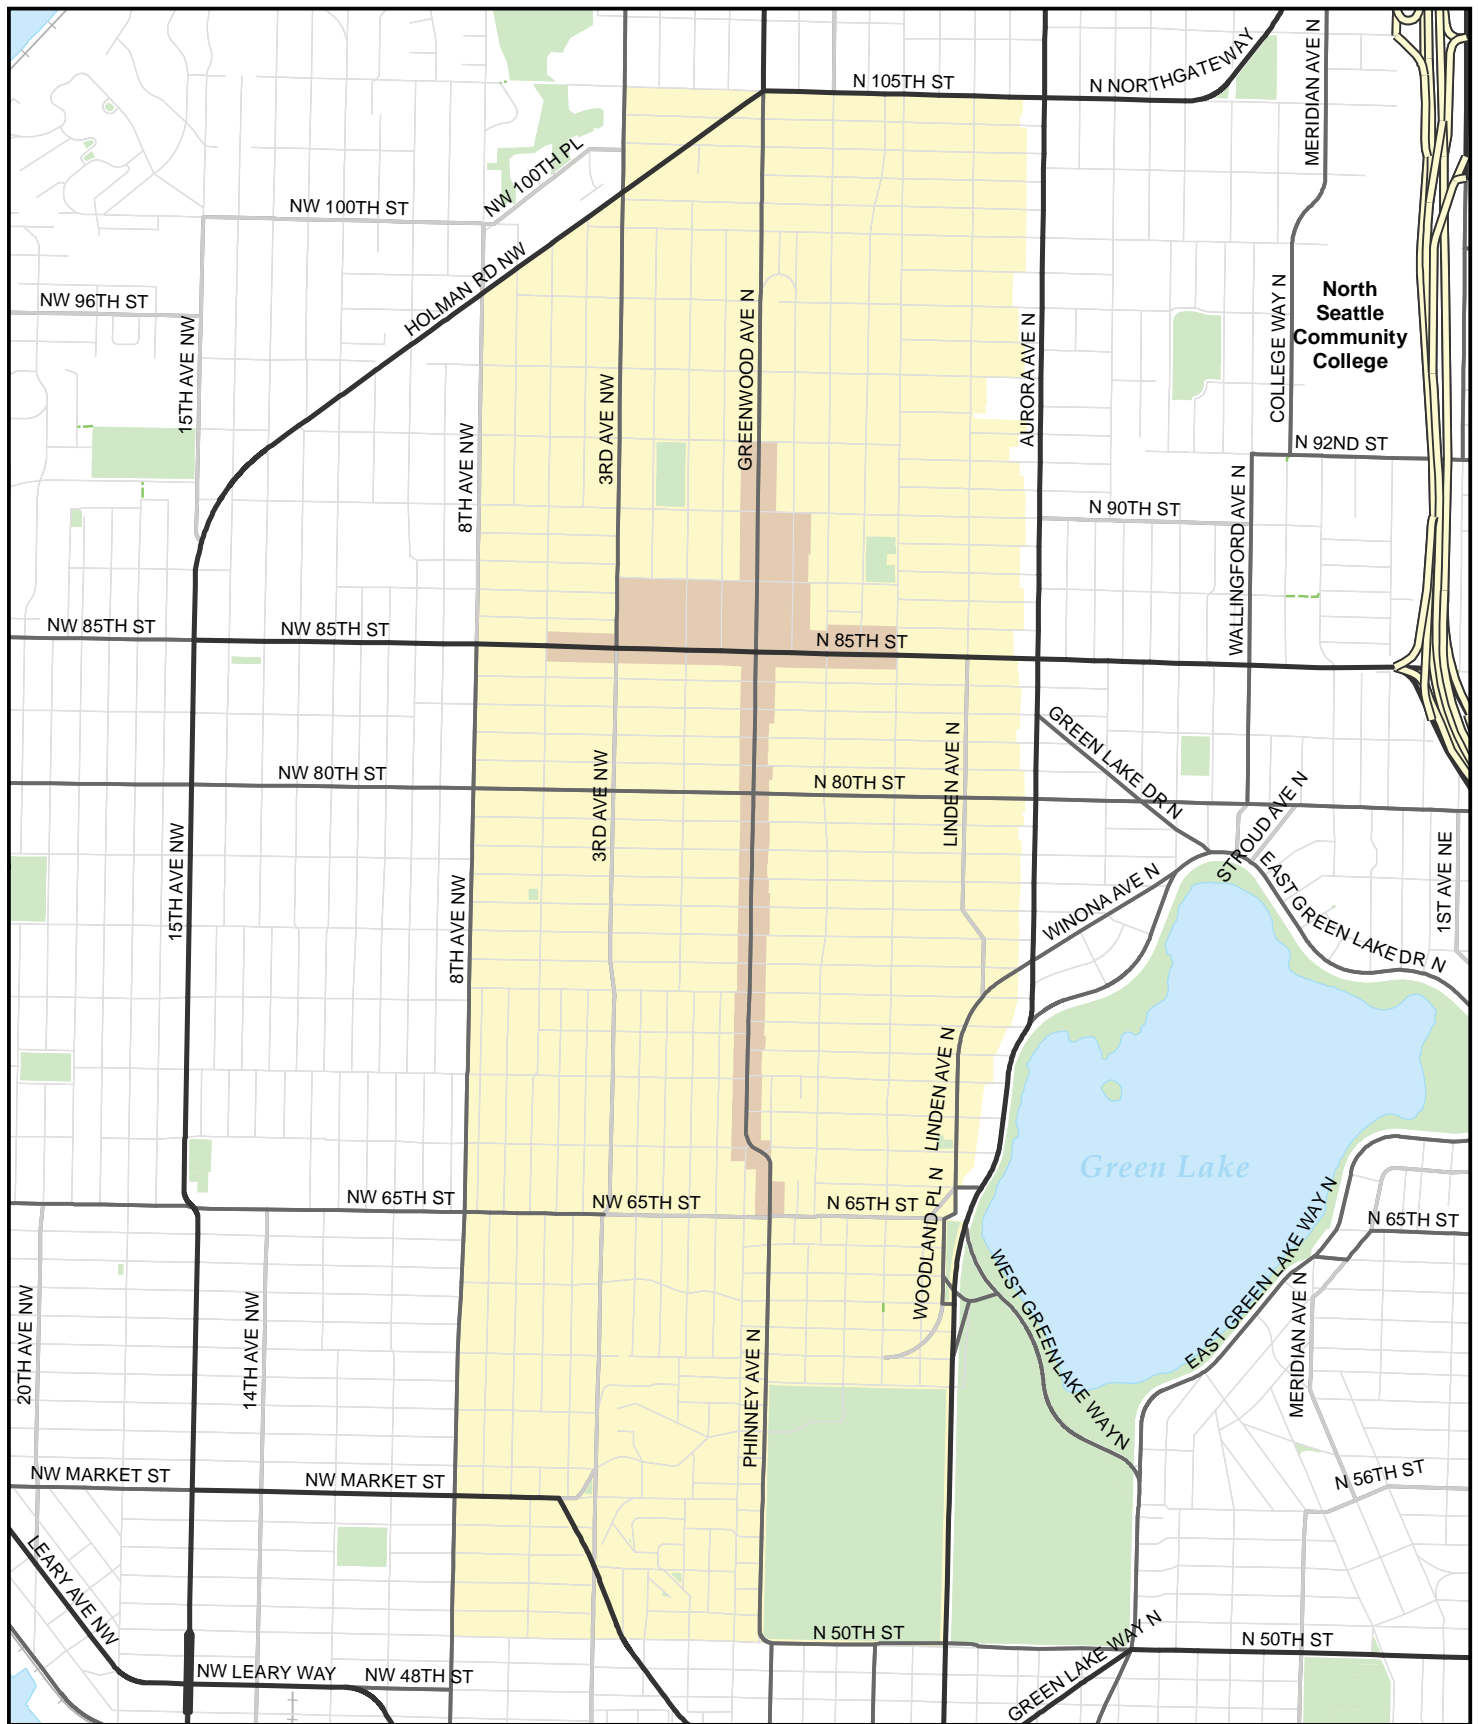 N 105TH ST
N NORTHGATEWAY
MERIDIAN AVE N
NW 100TH PL
NW 100TH ST
HOLMAN RD NW
NW 96TH ST
15TH AVE NW
GREENWOOD AVE N
AURORA AVE N
COLLEGE WAY N
North
Seattle
Community
College
3RD AVE NW
8TH AVE NW
N 92ND ST
N 90TH ST
WALLINGFORD AVE N
NW 85TH ST
NW 85TH ST
N 85TH ST
GREEN LAKE DR N
LINDEN AVE N
NW 80TH ST
N 80TH ST
3RD AVE NW
STROUD AVE N
15TH AVE NW
8TH AVE NW
WINONA AVE N
EAST GREEN LAKE DR N
1ST AVE NE
LINDEN AVE N
Green Lake
NW 65TH ST
NW 65TH ST
N 65TH ST
WOODLAND PL N
N 65TH ST
WEST GREEN LAKE WAY N
EAST GREEN LAKE WAY N
MERIDIAN AVE N
20TH AVE NW
14TH AVE NW
PHINNEY AVE N
NW MARKET ST
NW MARKET ST
N 56TH ST
LEARY AVE NW
N 50TH ST
N 50TH ST
GREEN LAKE WAY N
NW LEARY WAY
NW 48TH ST